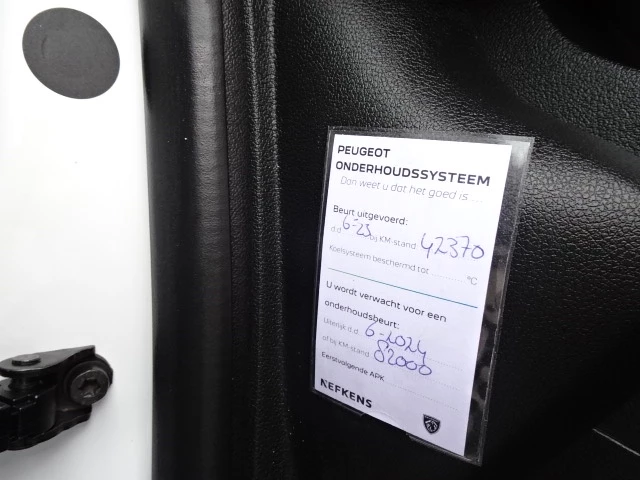 PEUGEOT
ONDERHOUDSSYSTEEM
Dan weet u dat het goed is ...
Beurt uitgevoerd:
d.d. 6-23 bij KM-stand: 42370
Koelsysteem beschermd tot ........ °C
U wordt verwacht voor een
onderhoudsbeurt:
Uiterlijk d.d. 6-2024
of bij KM-stand: 82000
Eerstvolgende APK
NEFKENS